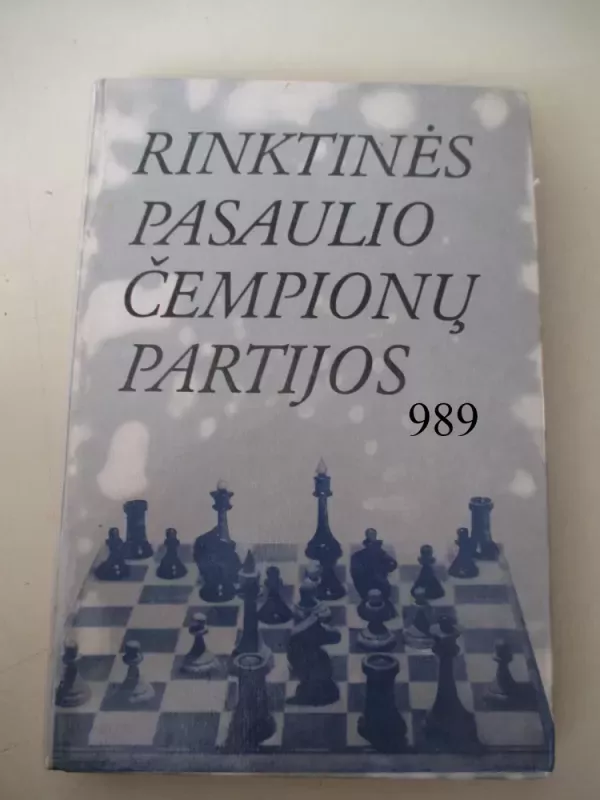 RINKTINĖS
PASAULIO
ČEMPIONŲ
PARTIJOS
989